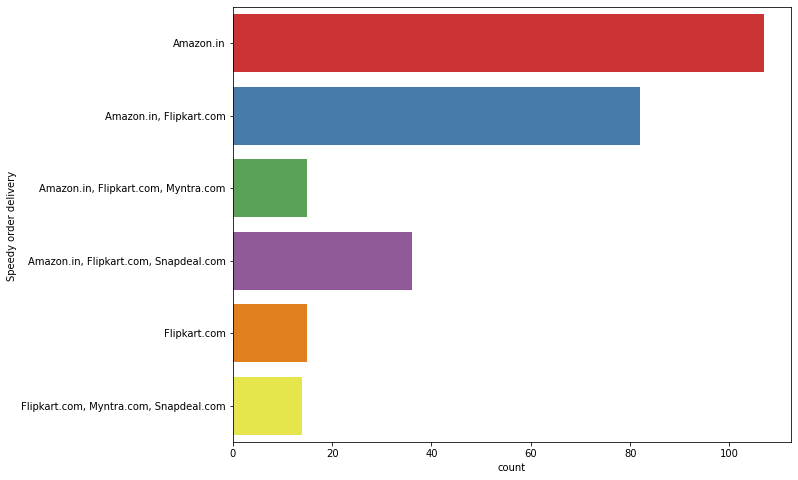 Speedy order delivery
Amazon.in
Amazon.in, Flipkart.com
Amazon.in, Flipkart.com, Myntra.com
Amazon.in, Flipkart.com, Snapdeal.com
Flipkart.com
Flipkart.com, Myntra.com, Snapdeal.com
0 20 40 60 80 100
count